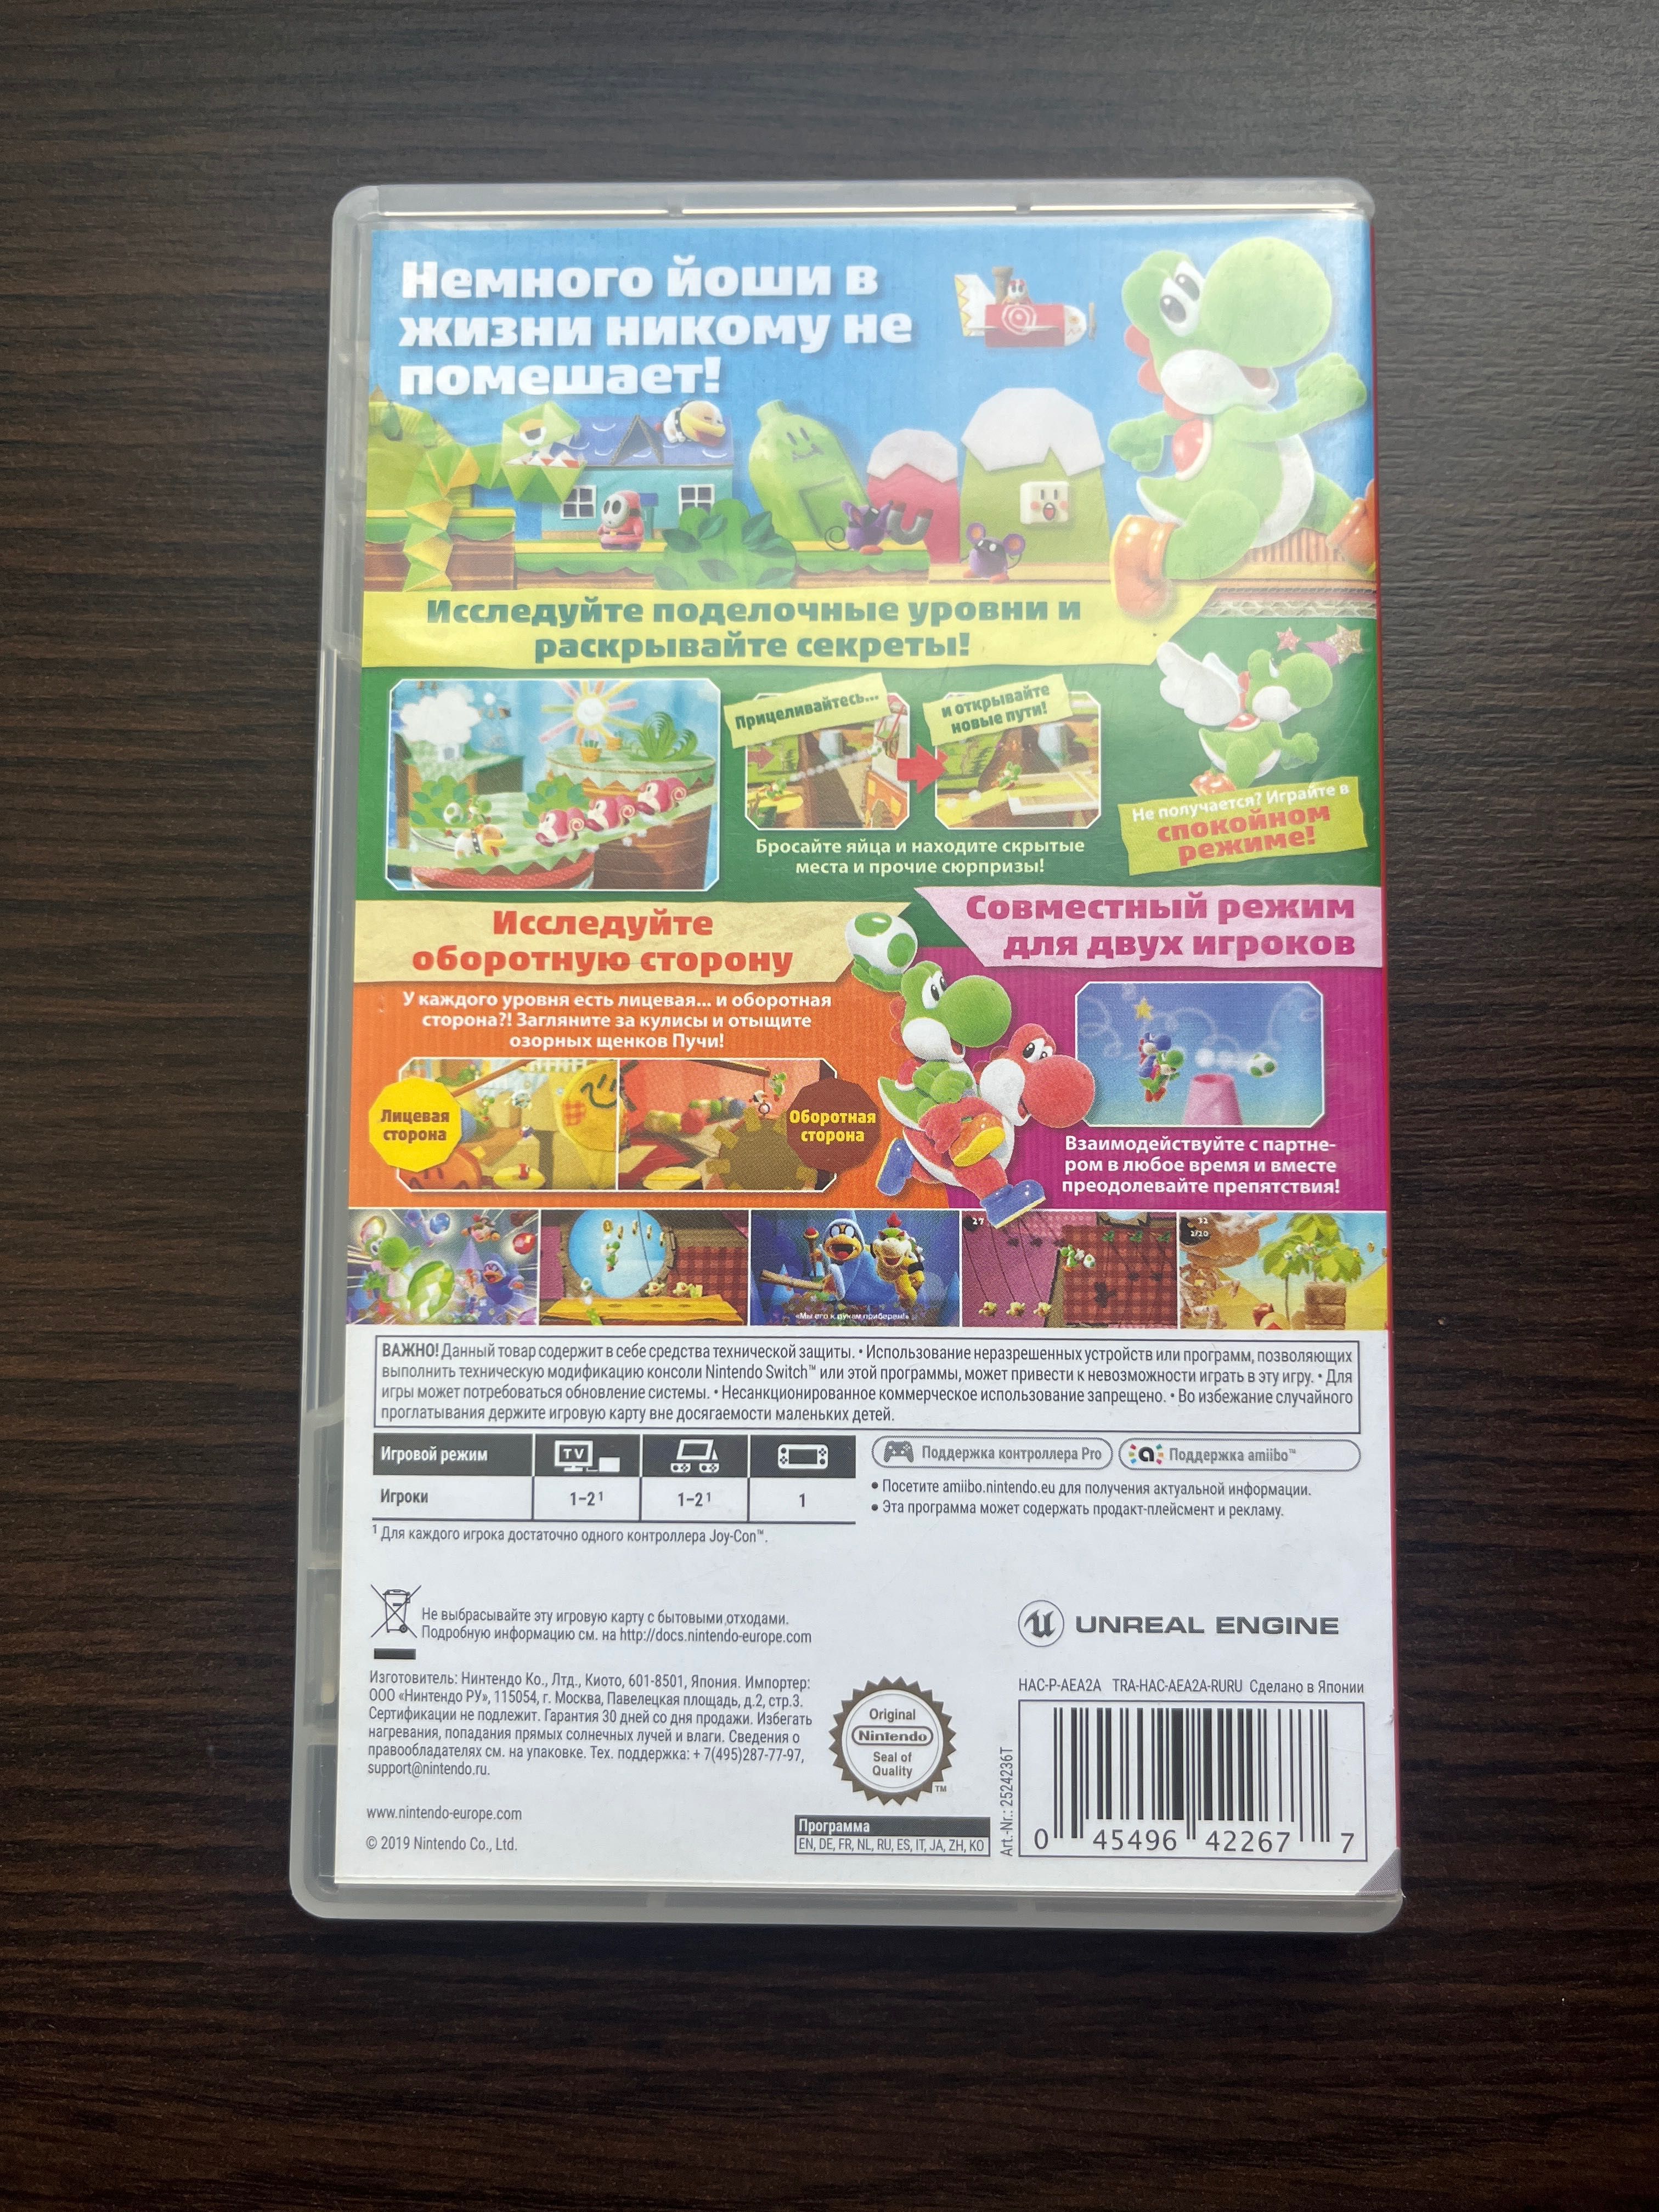 Немного йоши в
жизни никому не
помешает!
Исследуйте поделочные уровни и
раскрывайте секреты!
Прицеливайтесь...
и открывайте
новые пути!
Бросайте яйца и находите скрытые
места и прочие сюрпризы!
Не получается? Играйте в
спокойном
режиме!
Исследуйте
оборотную сторону
У каждого уровня есть лицевая... и оборотная
сторона?! Загляните за кулисы и отыщите
озорных щенков Пучи!
Лицевая
сторона
Оборотная
сторона
Совместный режим
для двух игроков
Взаимодействуйте с партне-
ром в любое время и вместе
преодолевайте препятствия!
«Мы его к рукам приберем!»
27
32
2/20
ВАЖНО! Данный товар содержит в себе средства технической защиты. • Использование неразрешенных устройств или программ, позволяющих
выполнить техническую модификацию консоли Nintendo Switch™ или этой программы, может привести к невозможности играть в эту игру. • Для
игры может потребоваться обновление системы. • Несанкционированное коммерческое использование запрещено. • Во избежание случайного
проглатывания держите игровую карту вне досягаемости маленьких детей.
Игровой режим
TV
Игроки
1–2¹
1–2¹
1
¹ Для каждого игрока достаточно одного контроллера Joy-Con™.
Поддержка контроллера Pro
a Поддержка amiibo™
• Посетите amiibo.nintendo.eu для получения актуальной информации.
• Эта программа может содержать продакт-плейсмент и рекламу.
Не выбрасывайте эту игровую карту с бытовыми отходами.
Подробную информацию см. на http://docs.nintendo-europe.com
UNREAL ENGINE
Изготовитель: Нинтендо Ко., Лтд., Киото, 601-8501, Япония. Импортер:
ООО «Нинтендо РУ», 115054, г. Москва, Павелецкая площадь, д.2, стр.3.
Сертификации не подлежит. Гарантия 30 дней со дня продажи. Избегать
нагревания, попадания прямых солнечных лучей и влаги. Сведения о
правообладателях см. на упаковке. Тех. поддержка: + 7(495)287-77-97,
support@nintendo.ru.
www.nintendo-europe.com
© 2019 Nintendo Co., Ltd.
Original
Nintendo
Seal of
Quality
TM
Программа
EN, DE, FR, NL, RU, ES, IT, JA, ZH, KO
HAC-P-AEA2A TRA-HAC-AEA2A-RURU Сделано в Японии
Art.-Nr.: 2524236T
0 45496 42267 7